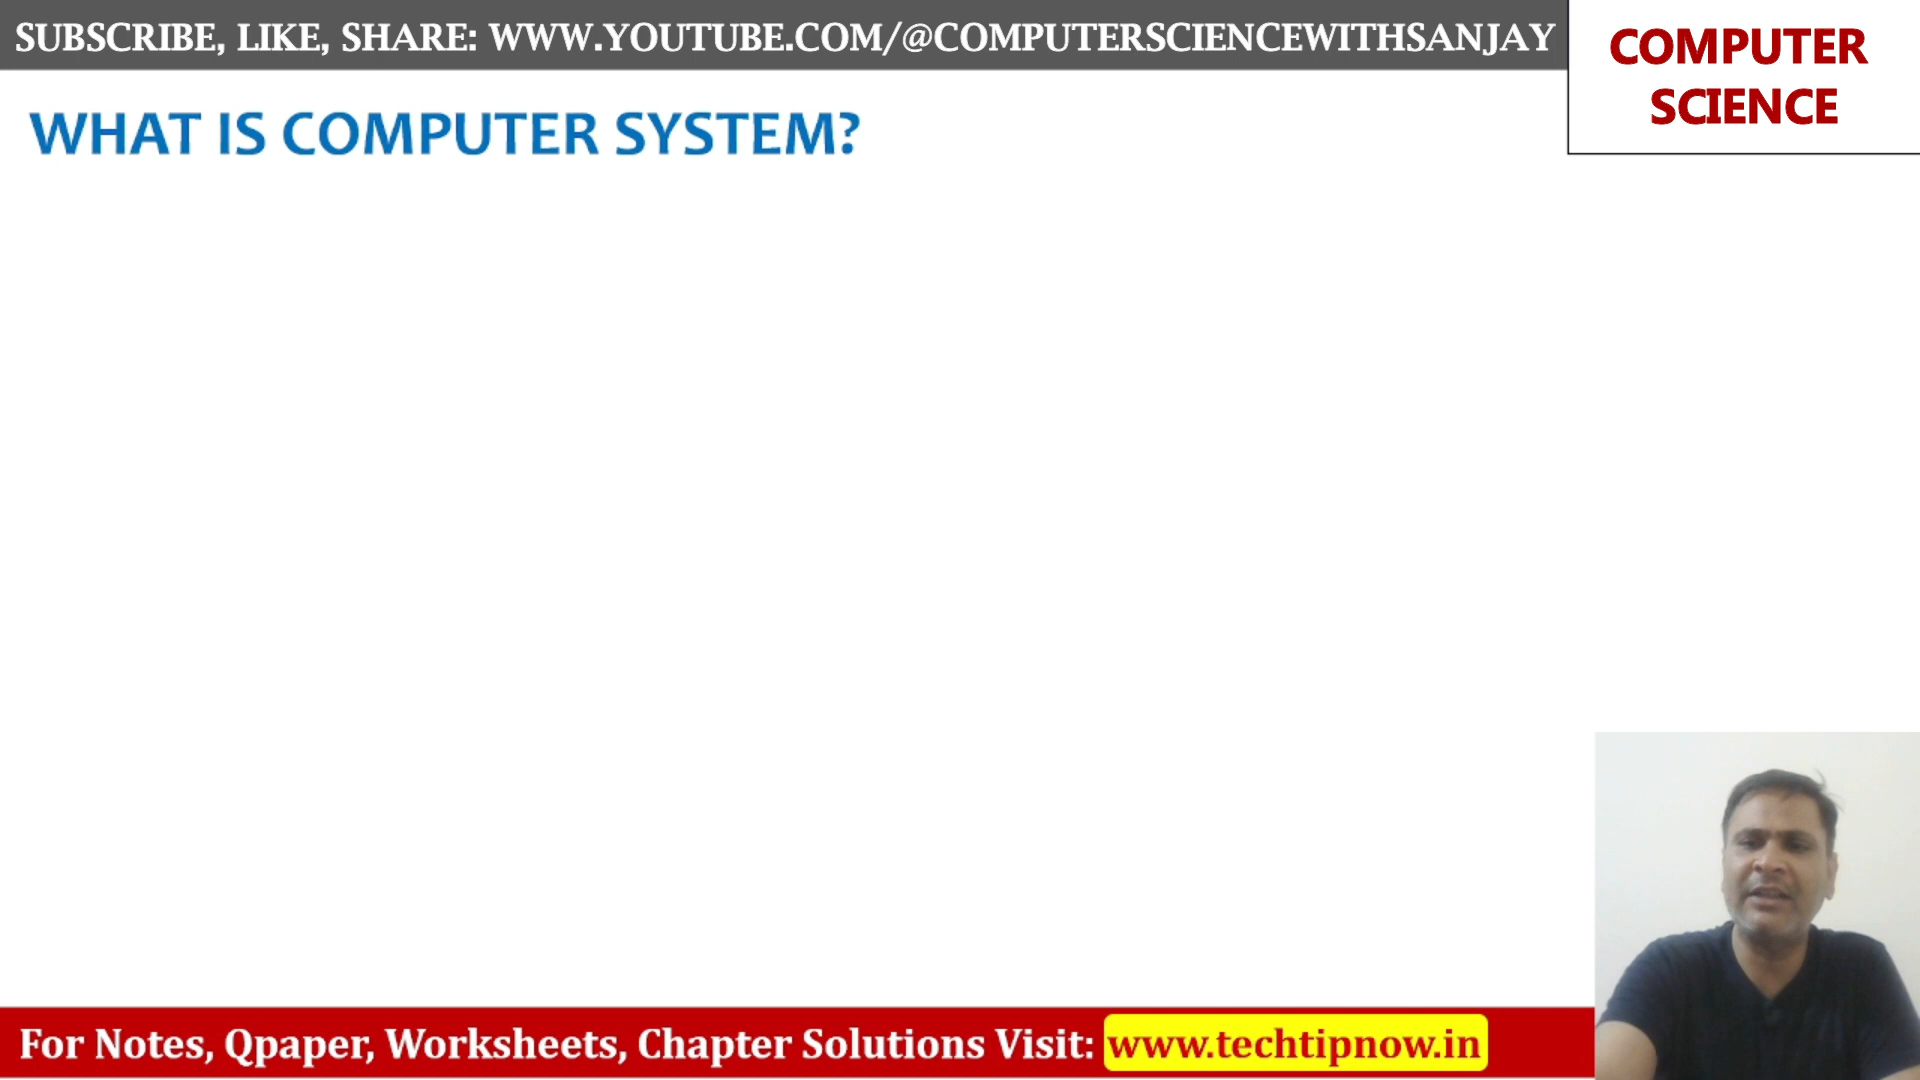 SUBSCRIBE, LIKE, SHARE: WWW.YOUTUBE.COM/@COMPUTERSCIENCEWITHSANJAY
COMPUTER
SCIENCE
WHAT IS COMPUTER SYSTEM?
For Notes, Qpaper, Worksheets, Chapter Solutions Visit: www.techtipnow.in